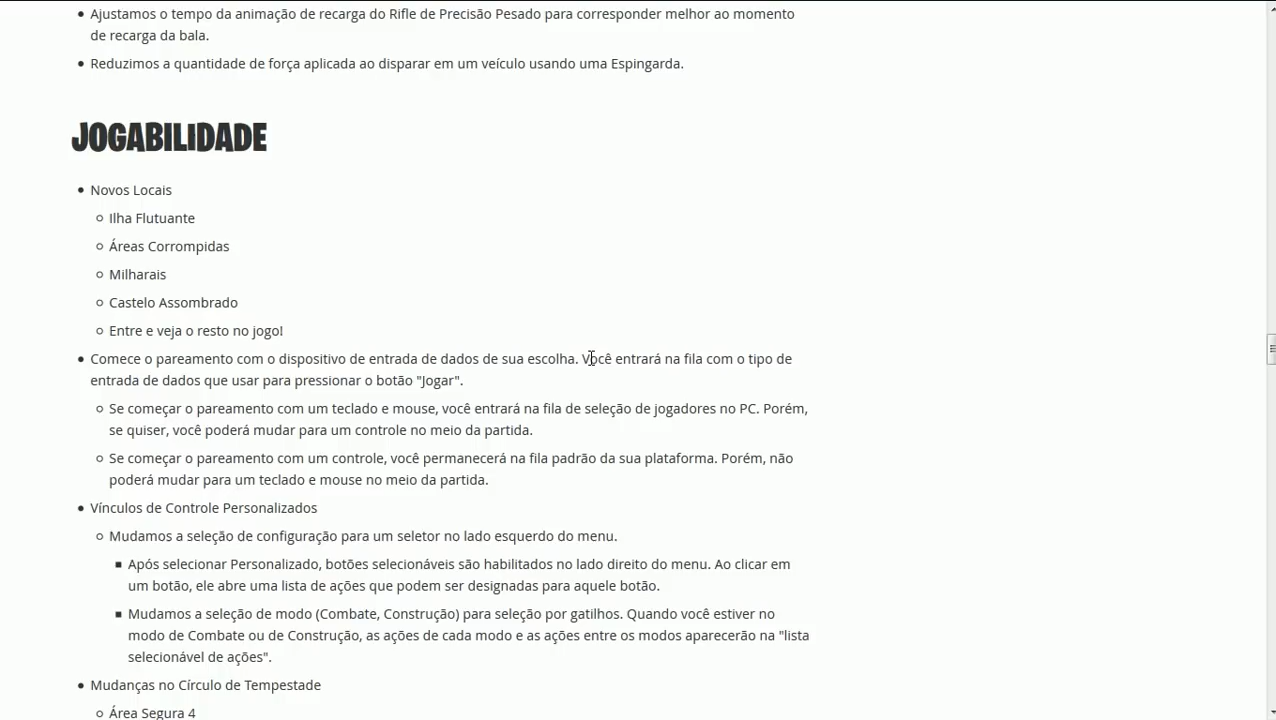 Ajustamos o tempo da animação de recarga do Rifle de Precisão Pesado para corresponder melhor ao momento
de recarga da bala.
Reduzimos a quantidade de força aplicada ao disparar em um veículo usando uma Espingarda.
JOGABILIDADE
Novos Locais
Ilha Flutuante
Áreas Corrompidas
Milharais
Castelo Assombrado
Entre e veja o resto no jogo!
Comece o pareamento com o dispositivo de entrada de dados de sua escolha. Você entrará na fila com o tipo de
entrada de dados que usar para pressionar o botão "Jogar".
Se começar o pareamento com um teclado e mouse, você entrará na fila de seleção de jogadores no PC. Porém,
se quiser, você poderá mudar para um controle no meio da partida.
Se começar o pareamento com um controle, você permanecerá na fila padrão da sua plataforma. Porém, não
poderá mudar para um teclado e mouse no meio da partida.
Vínculos de Controle Personalizados
Mudamos a seleção de configuração para um seletor no lado esquerdo do menu.
Após selecionar Personalizado, botões selecionáveis são habilitados no lado direito do menu. Ao clicar em
um botão, ele abre uma lista de ações que podem ser designadas para aquele botão.
Mudamos a seleção de modo (Combate, Construção) para seleção por gatilhos. Quando você estiver no
modo de Combate ou de Construção, as ações de cada modo e as ações entre os modos aparecerão na "lista
selecionável de ações".
Mudanças no Círculo de Tempestade
Área Segura 4